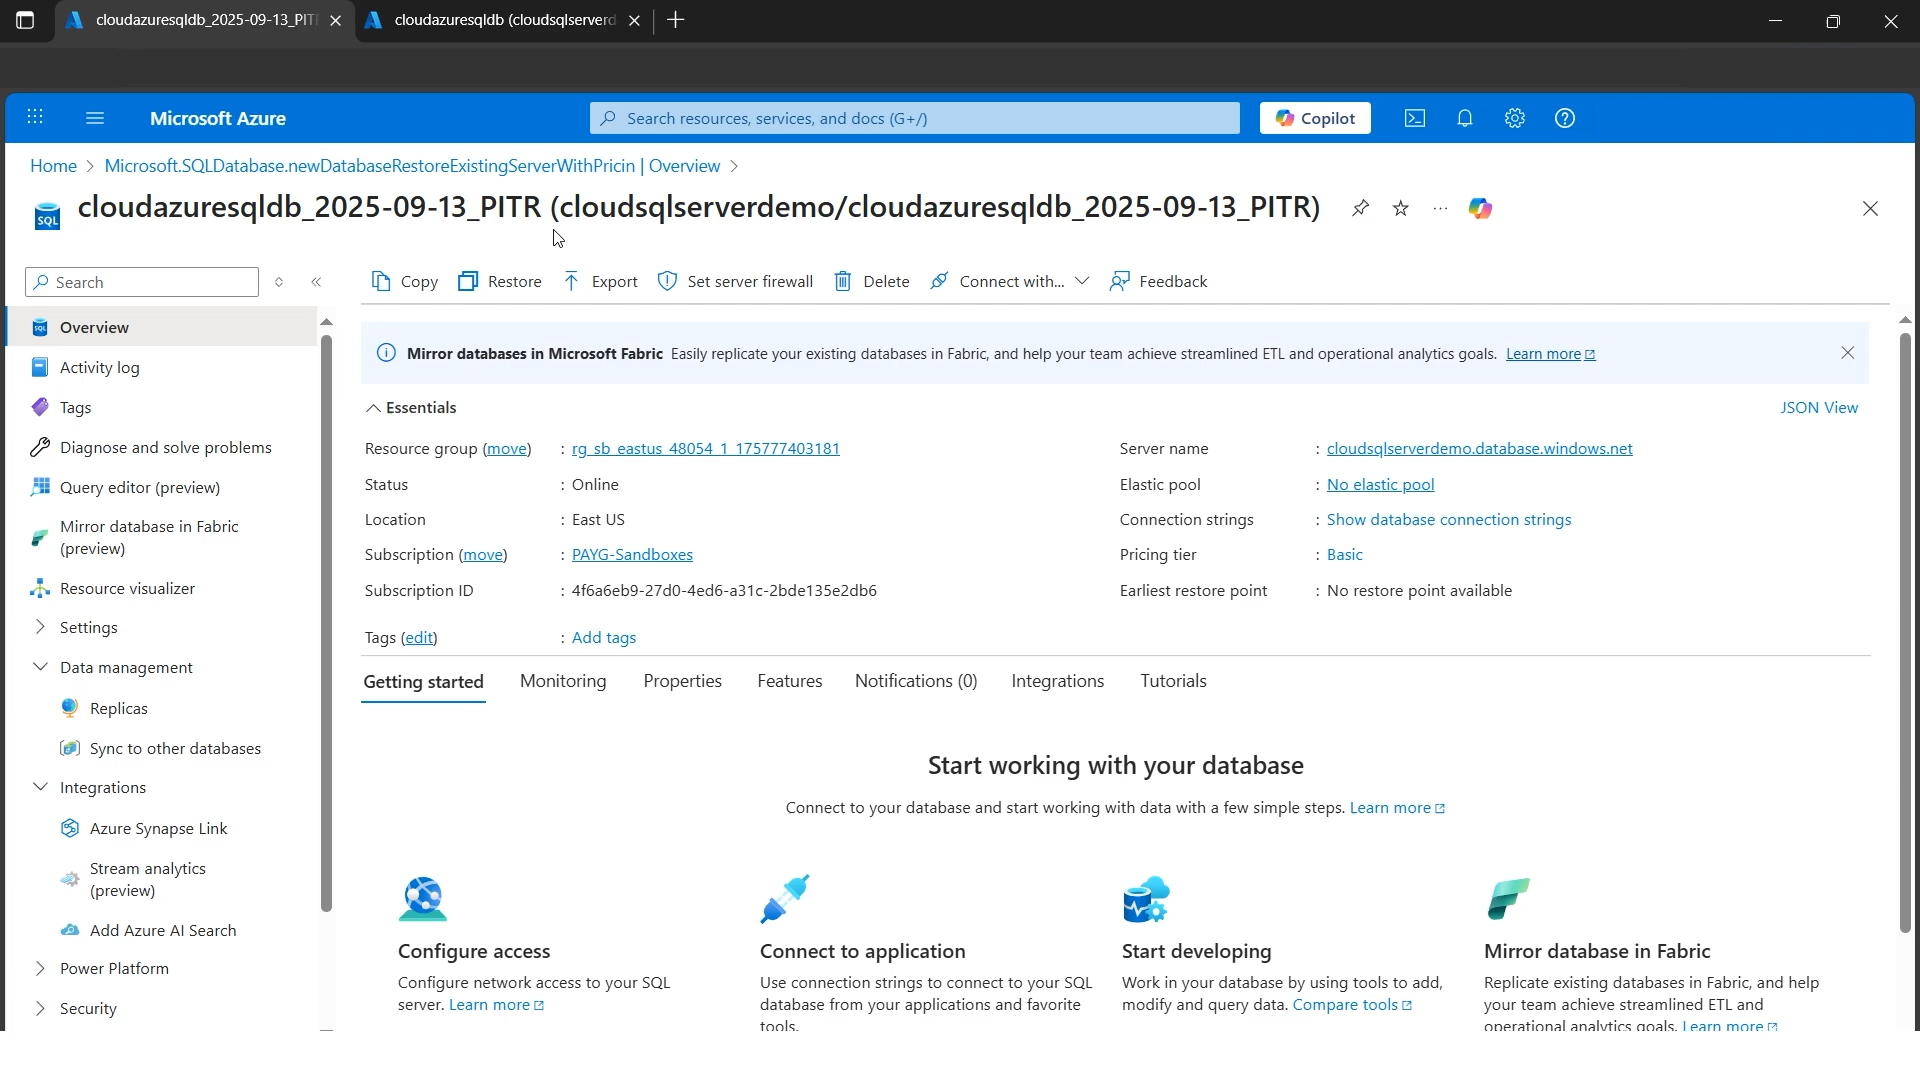 cloudazuresqldb_2025-09-13_PIT
cloudazuresqldb (cloudsqlserverd
Microsoft Azure
Search resources, services, and docs (G+/)
Copilot
Home > Microsoft.SQLDatabase.newDatabaseRestoreExistingServerWithPricin | Overview >
cloudazuresqldb_2025-09-13_PITR (cloudsqlserverdemo/cloudazuresqldb_2025-09-13_PITR)
SQL
Search
Copy
Restore
Export
Set server firewall
Delete
Connect with...
Feedback
Overview
Activity log
Tags
Diagnose and solve problems
Query editor (preview)
Mirror database in Fabric
(preview)
Resource visualizer
Settings
Data management
Replicas
Sync to other databases
Integrations
Azure Synapse Link
Stream analytics
(preview)
Add Azure AI Search
Power Platform
Security
Mirror databases in Microsoft Fabric Easily replicate your existing databases in Fabric, and help your team achieve streamlined ETL and operational analytics goals. Learn more
Essentials
JSON View
Resource group (move) : rg_sb_eastus_48054_1_175777403181
Status : Online
Location : East US
Subscription (move) : PAYG-Sandboxes
Subscription ID : 4f6a6eb9-27d0-4ed6-a31c-2bde135e2db6
Tags (edit) : Add tags
Server name : cloudsqlserverdemo.database.windows.net
Elastic pool : No elastic pool
Connection strings : Show database connection strings
Pricing tier : Basic
Earliest restore point : No restore point available
Getting started
Monitoring
Properties
Features
Notifications (0)
Integrations
Tutorials
Start working with your database
Connect to your database and start working with data with a few simple steps. Learn more
Configure access
Configure network access to your SQL
server. Learn more
Connect to application
Use connection strings to connect to your SQL
database from your applications and favorite
tools.
Start developing
Work in your database by using tools to add,
modify and query data. Compare tools
Mirror database in Fabric
Replicate existing databases in Fabric, and help
your team achieve streamlined ETL and
operational analytics goals. Learn more